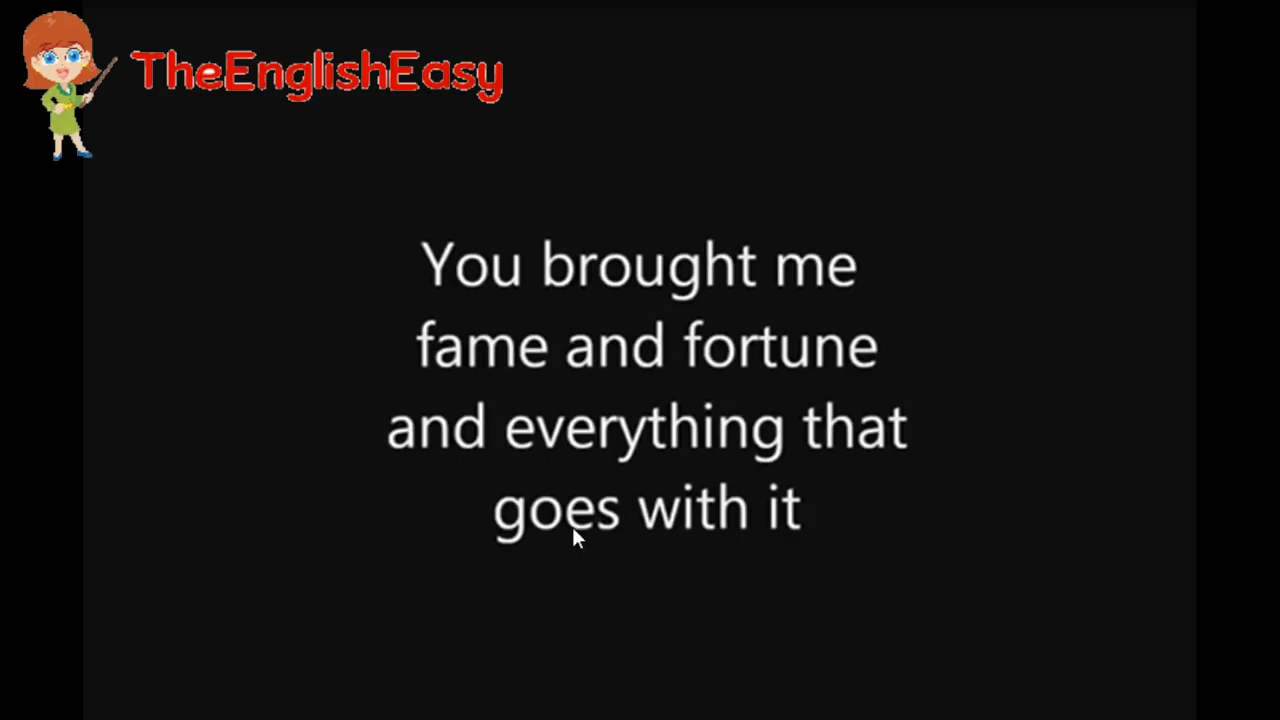 TheEnglishEasy
You brought me
fame and fortune
and everything that
goes with it